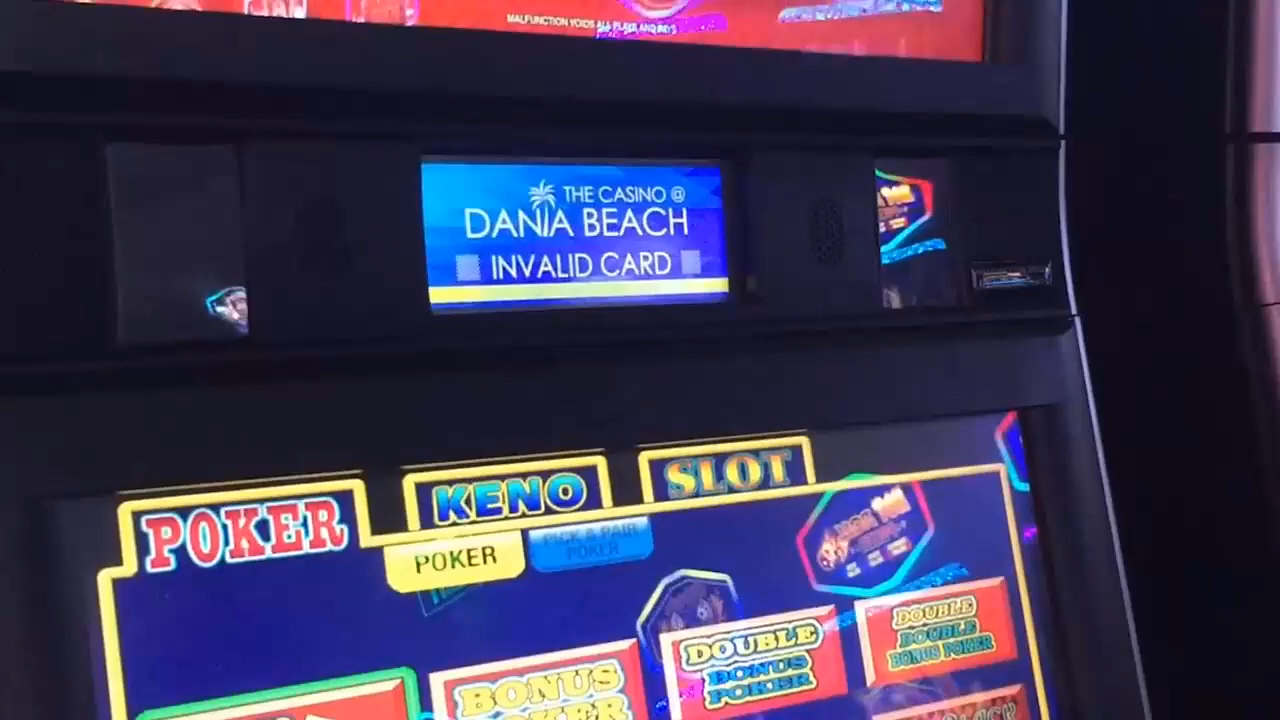 MALFUNCTION VOIDS ALL PLAYS AND PAYS
THE CASINO @
DANIA BEACH
INVALID CARD
POKER
KENO
SLOT
POKER
PICK A PAIR
POKER
DOUBLE
BONUS
POKER
DOUBLE
DOUBLE
BONUS POKER
BONUS
POKER